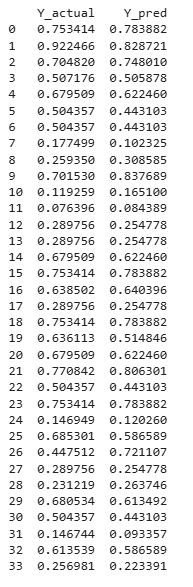 Y_actual Y_pred
0 0.753414 0.783882
1 0.922466 0.828721
2 0.704820 0.748010
3 0.507176 0.505878
4 0.679509 0.622460
5 0.504357 0.443103
6 0.504357 0.443103
7 0.177499 0.102325
8 0.259350 0.308585
9 0.701530 0.837689
10 0.119259 0.165100
11 0.076396 0.084389
12 0.289756 0.254778
13 0.289756 0.254778
14 0.679509 0.622460
15 0.753414 0.783882
16 0.638502 0.640396
17 0.289756 0.254778
18 0.753414 0.783882
19 0.636113 0.514846
20 0.679509 0.622460
21 0.770842 0.806301
22 0.504357 0.443103
23 0.753414 0.783882
24 0.146949 0.120260
25 0.685301 0.586589
26 0.447512 0.721107
27 0.289756 0.254778
28 0.231219 0.263746
29 0.680534 0.613492
30 0.504357 0.443103
31 0.146744 0.093357
32 0.613539 0.586589
33 0.256981 0.223391